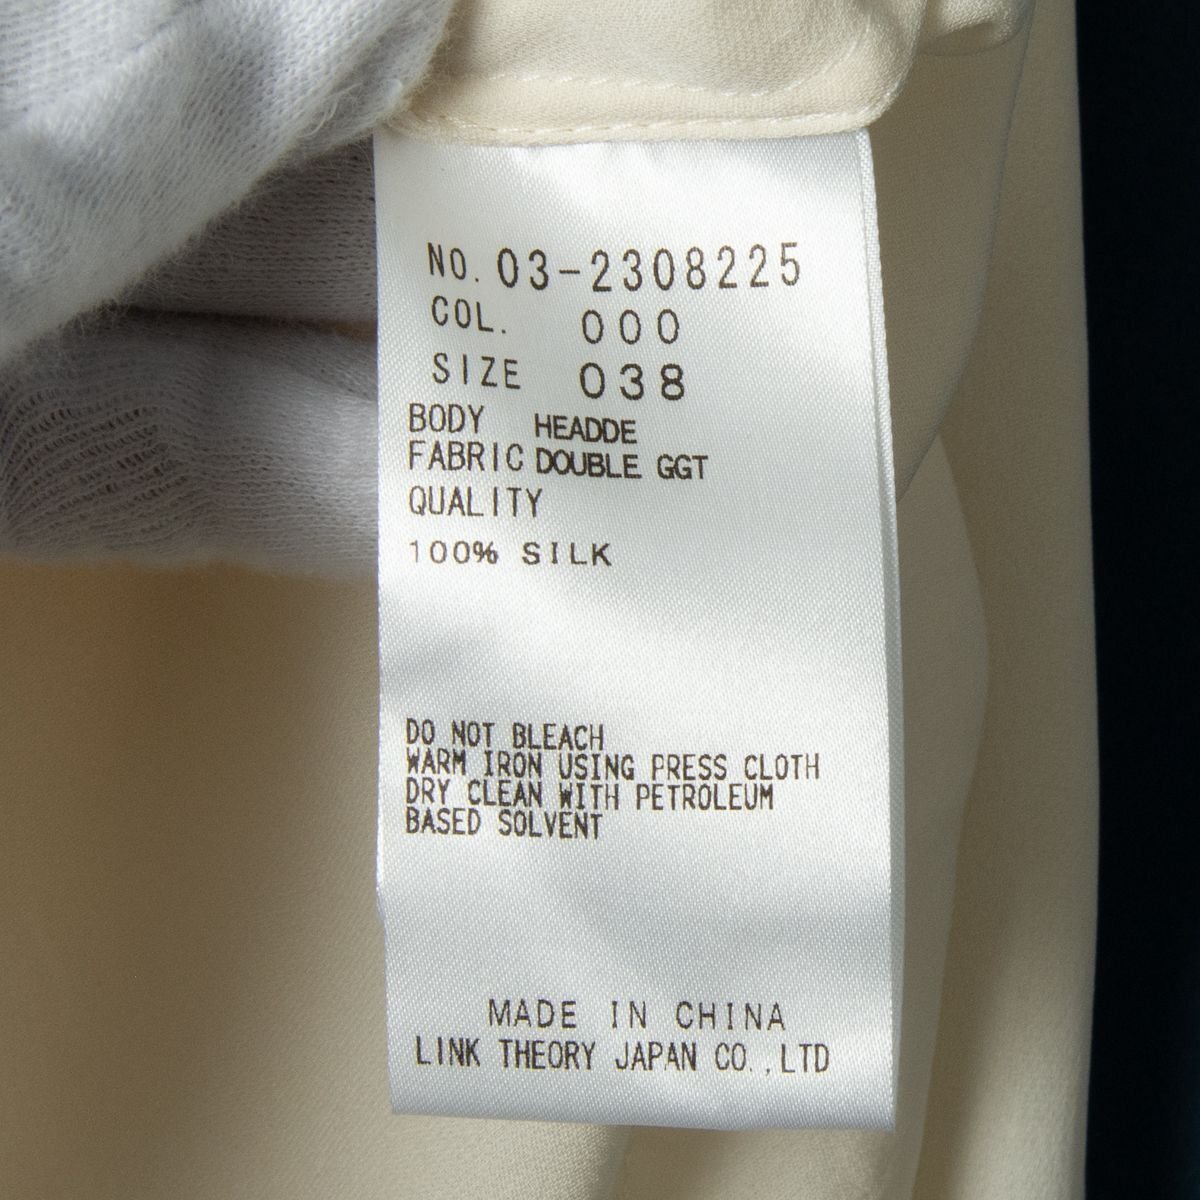 NO. 03-2308225
COL. 000
SIZE 038
BODY HEADDE
FABRIC DOUBLE GGT
QUALITY
100% SILK
DO NOT BLEACH
WARM IRON USING PRESS CLOTH
DRY CLEAN WITH PETROLEUM
BASED SOLVENT
MADE IN CHINA
LINK THEORY JAPAN CO.,LTD